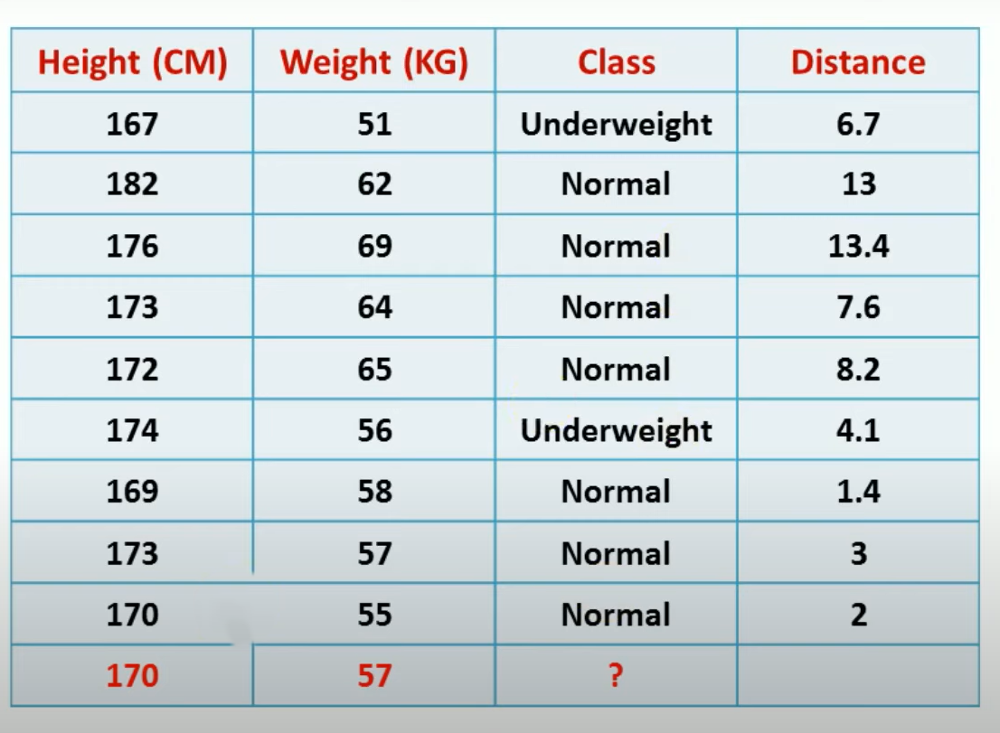 Height (CM) Weight (KG) Class Distance
167 51 Underweight 6.7
182 62 Normal 13
176 69 Normal 13.4
173 64 Normal 7.6
172 65 Normal 8.2
174 56 Underweight 4.1
169 58 Normal 1.4
173 57 Normal 3
170 55 Normal 2
170 57 ?